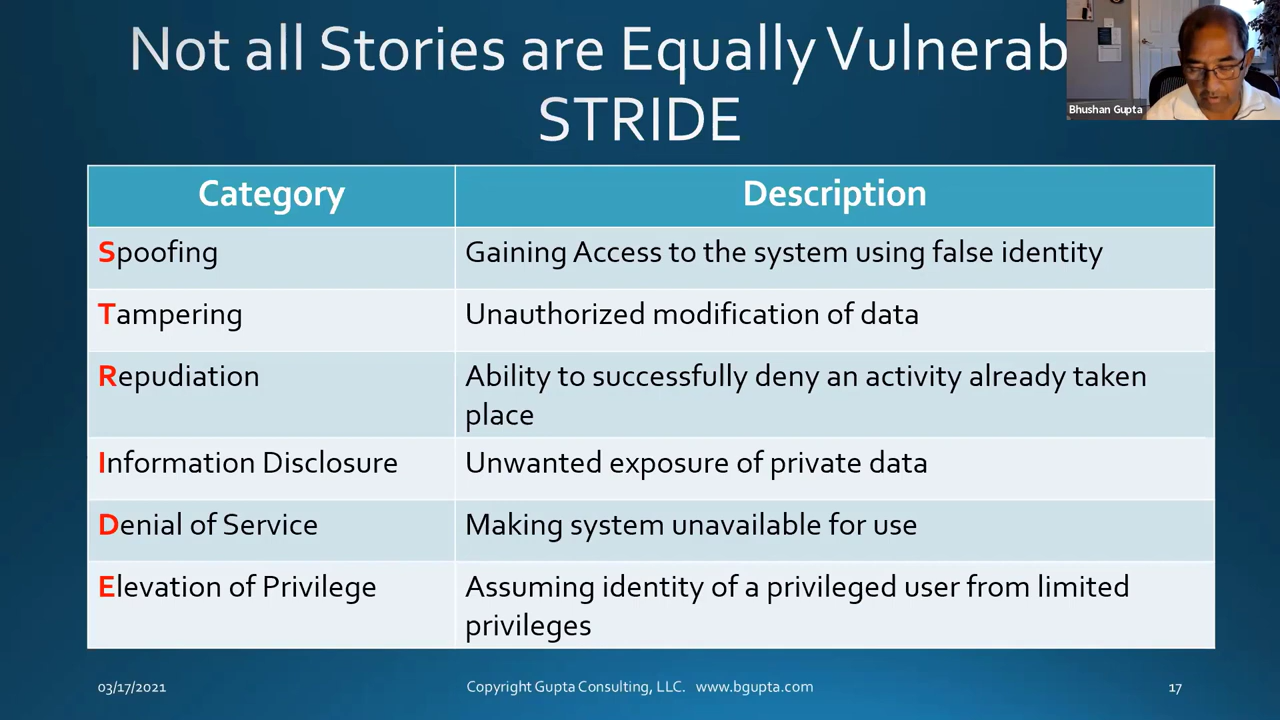 Not all Stories are Equally Vulnerab
STRIDE
Bhushan Gupta
Category Description
Spoofing Gaining Access to the system using false identity
Tampering Unauthorized modification of data
Repudiation Ability to successfully deny an activity already taken
place
Information Disclosure Unwanted exposure of private data
Denial of Service Making system unavailable for use
Elevation of Privilege Assuming identity of a privileged user from limited
privileges
03/17/2021 Copyright Gupta Consulting, LLC. www.bgupta.com 17